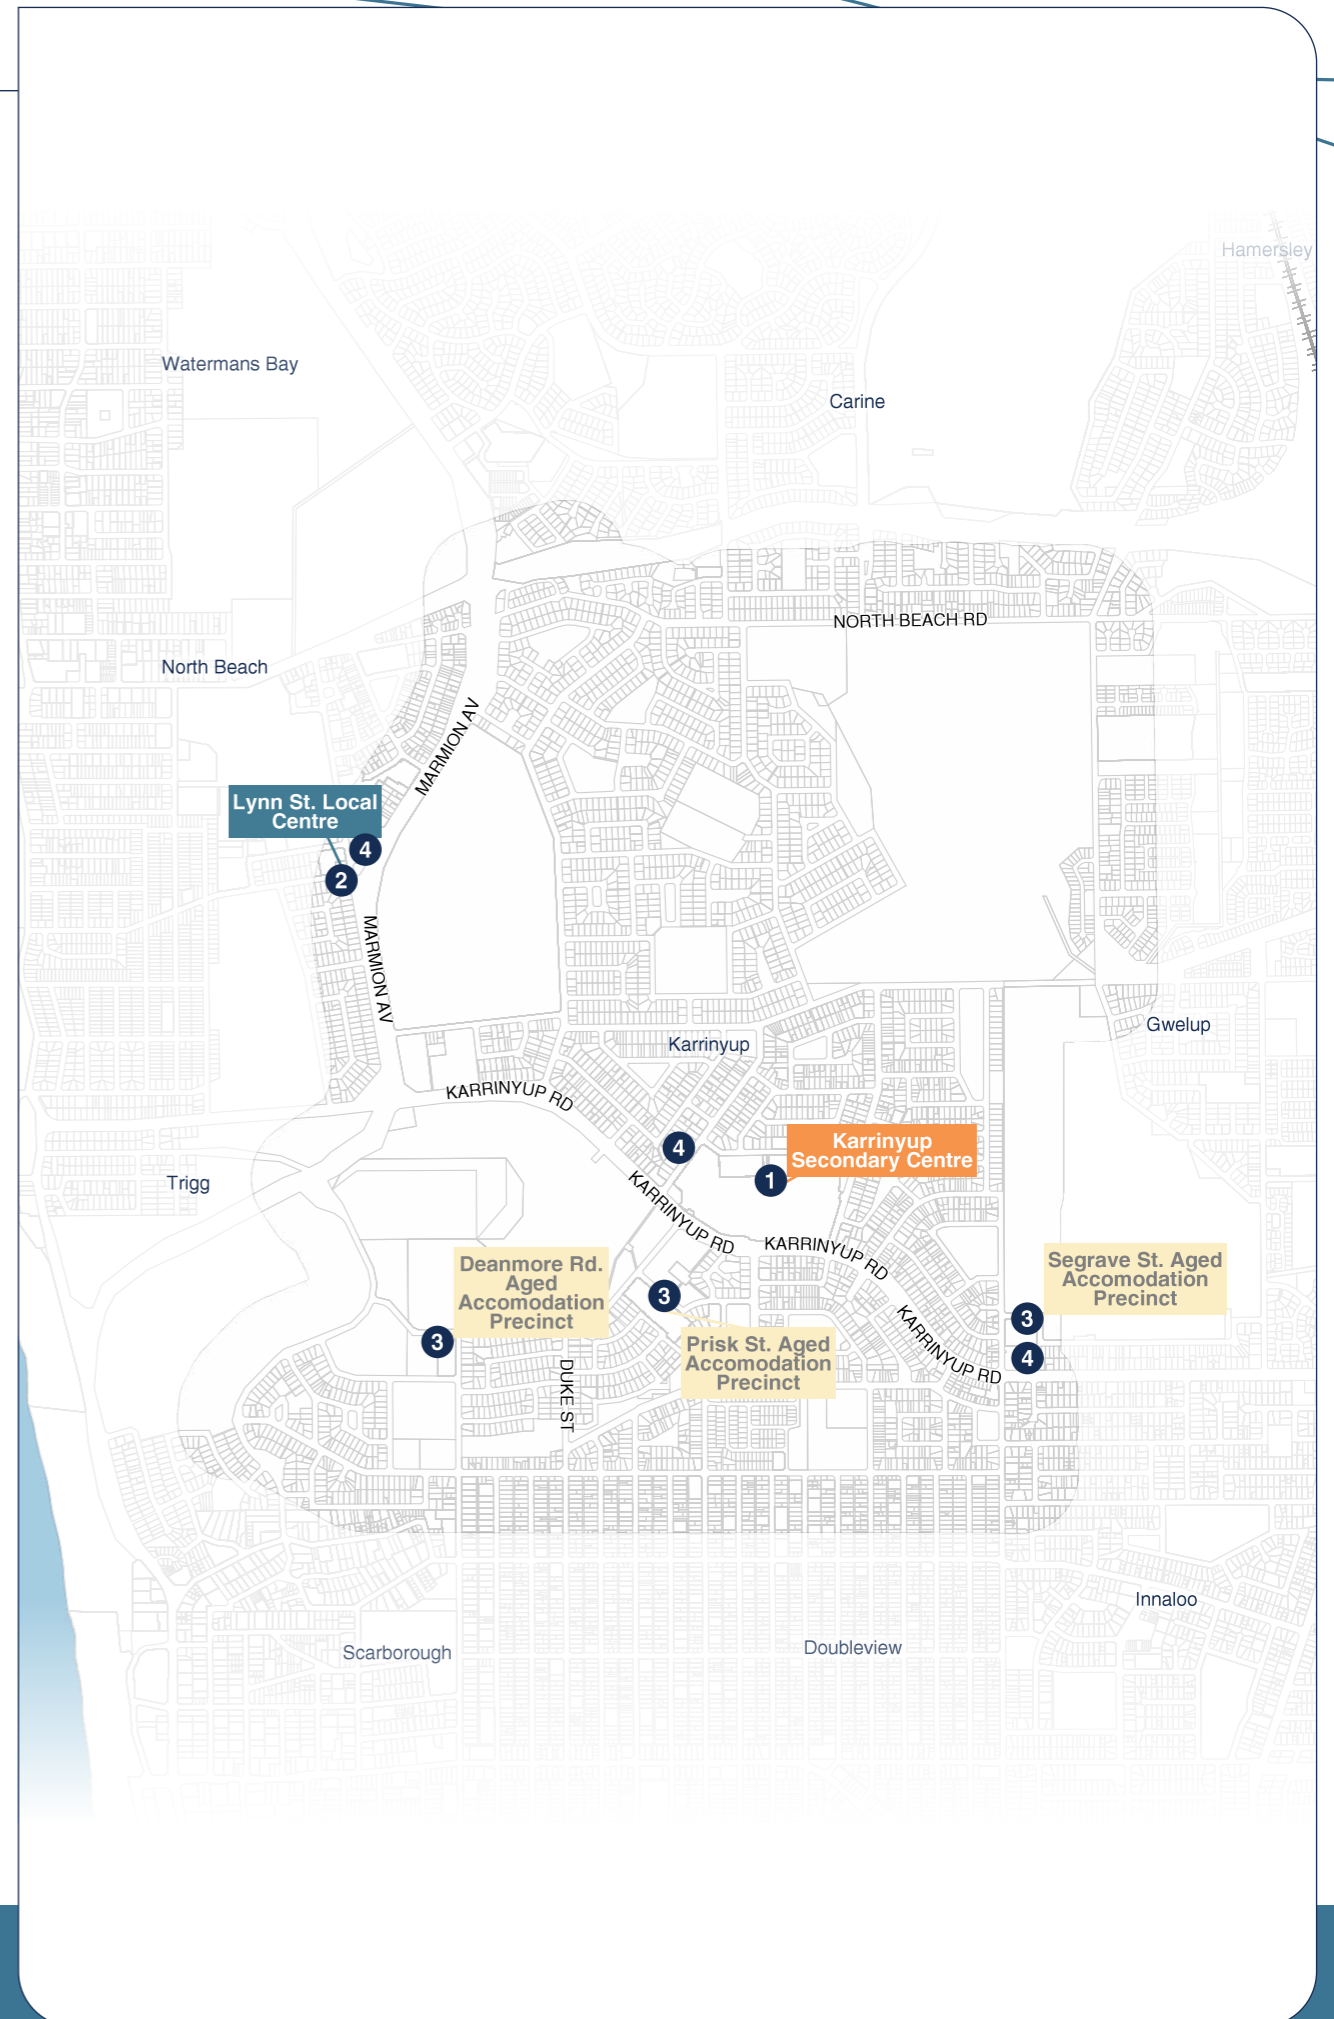 Hamersley
Watermans Bay
Carine
NORTH BEACH RD
North Beach
MARMION AV
Lynn St. Local
Centre
4
2
MARMION AV
Gwelup
Karrinyup
KARRINYUP RD
Karrinyup
Secondary Centre
4
1
Trigg
KARRINYUP RD
KARRINYUP RD
Deanmore Rd.
Aged
Accomodation
Precinct
Segrave St. Aged
Accomodation
Precinct
3
3
3
Prisk St. Aged
Accomodation
Precinct
KARRINYUP RD
4
DUKE ST
Innaloo
Scarborough
Doubleview